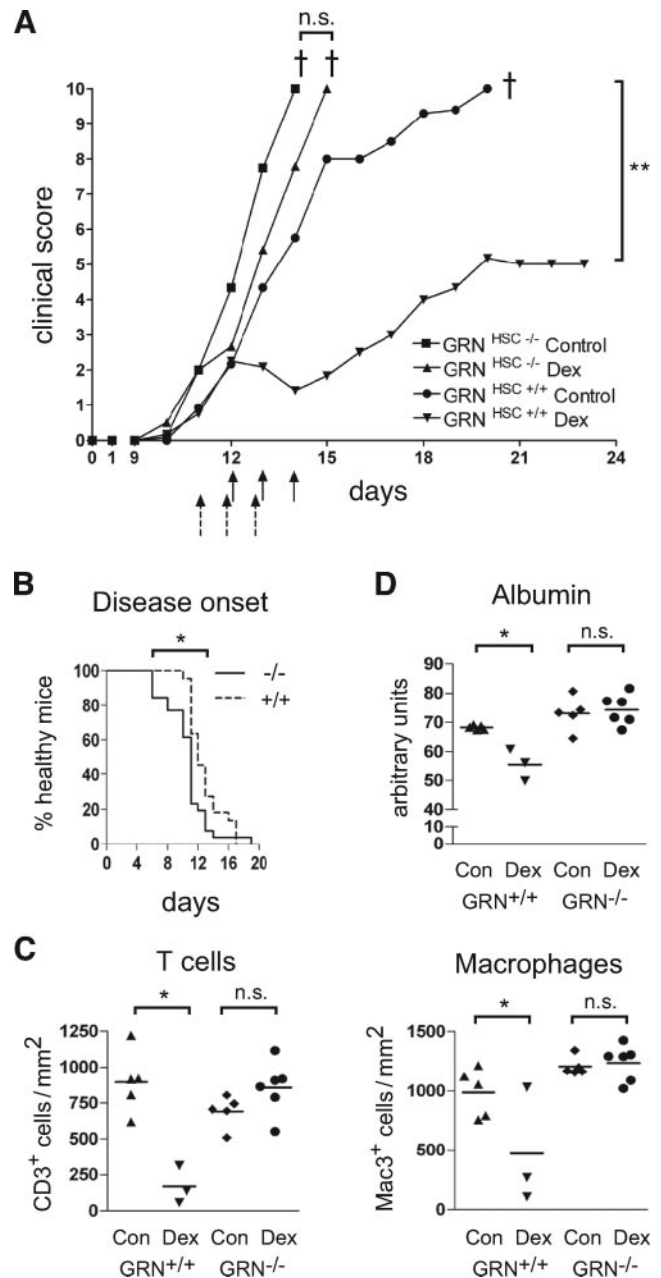 A
n.s.
† †
†
10
9
8
7
6
5
4
3
2
1
0
clinical score
**
GRN HSC -/- Control
GRN HSC -/- Dex
GRN HSC +/+ Control
GRN HSC +/+ Dex
0 1 9 12 15 18 21 24
days
B
Disease onset
*
-/-
+/+
100
80
60
40
20
0
% healthy mice
0 4 8 12 16 20
days
D
Albumin
* n.s.
90
80
70
60
50
40
10
0
arbitrary units
Con Dex Con Dex
GRN+/+ GRN-/-
C
T cells
* n.s.
1250
1000
750
500
250
0
CD3+ cells/mm2
Con Dex Con Dex
GRN+/+ GRN-/-
Macrophages
* n.s.
1500
1000
500
0
Mac3+ cells/mm2
Con Dex Con Dex
GRN+/+ GRN-/-